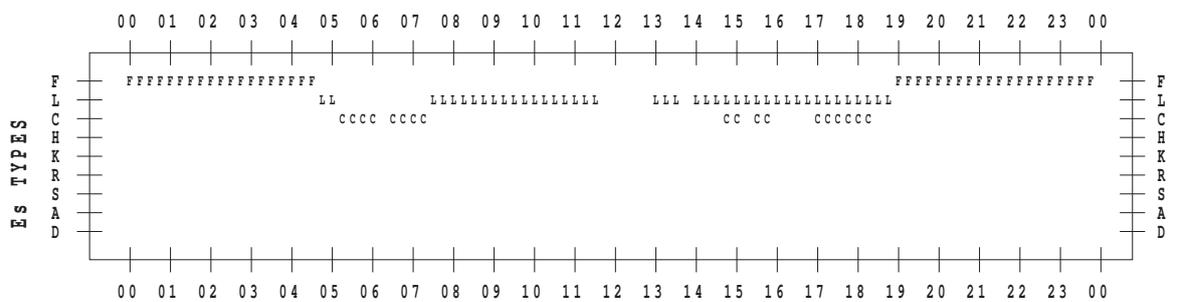 00 01 02 03 04 05 06 07 08 09 10 11 12 13 14 15 16 17 18 19 20 21 22 23 00
F FFFFFFFFFFFFFFFFFFF FFFFFFFFFFFFFFFFFFFF F
L LL LLLLLLLLLLLLLLLLL LLL LLLLLLLLLLLLLLLLLLLL L
C CCCC CCCC CC CC CCCCCC C
H H
K K
R R
S S
A A
D D
Es TYPES
00 01 02 03 04 05 06 07 08 09 10 11 12 13 14 15 16 17 18 19 20 21 22 23 00